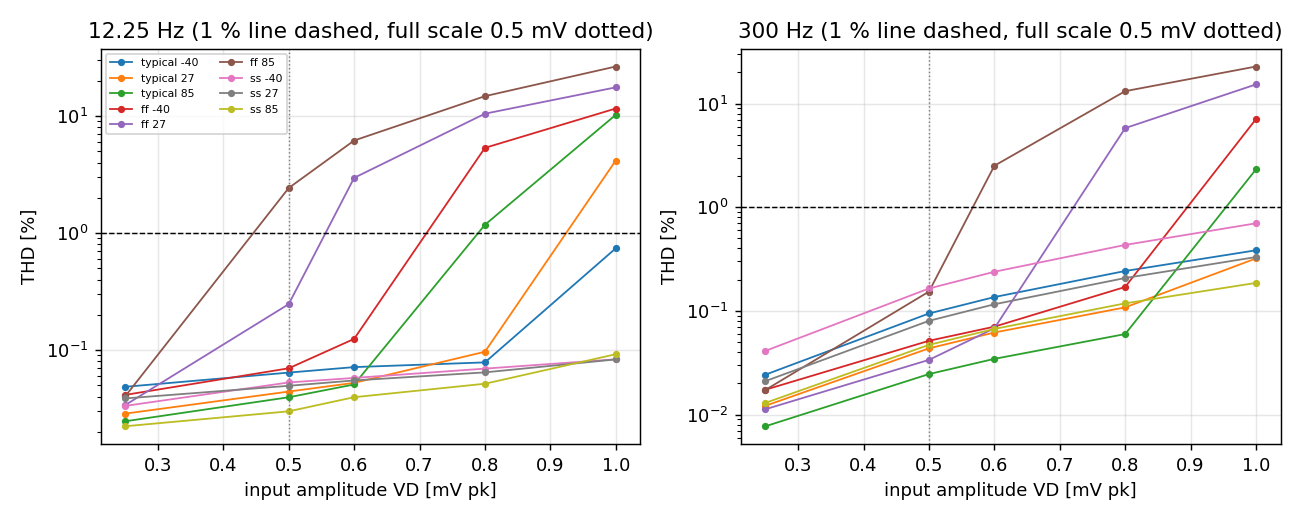 12.25 Hz (1 % line dashed, full scale 0.5 mV dotted)
THD [%]
10¹
10⁰
10⁻¹
typical -40
typical 27
typical 85
ff -40
ff 27
ff 85
ss -40
ss 27
ss 85
0.3 0.4 0.5 0.6 0.7 0.8 0.9 1.0
input amplitude VD [mV pk]
300 Hz (1 % line dashed, full scale 0.5 mV dotted)
THD [%]
10¹
10⁰
10⁻¹
10⁻²
0.3 0.4 0.5 0.6 0.7 0.8 0.9 1.0
input amplitude VD [mV pk]